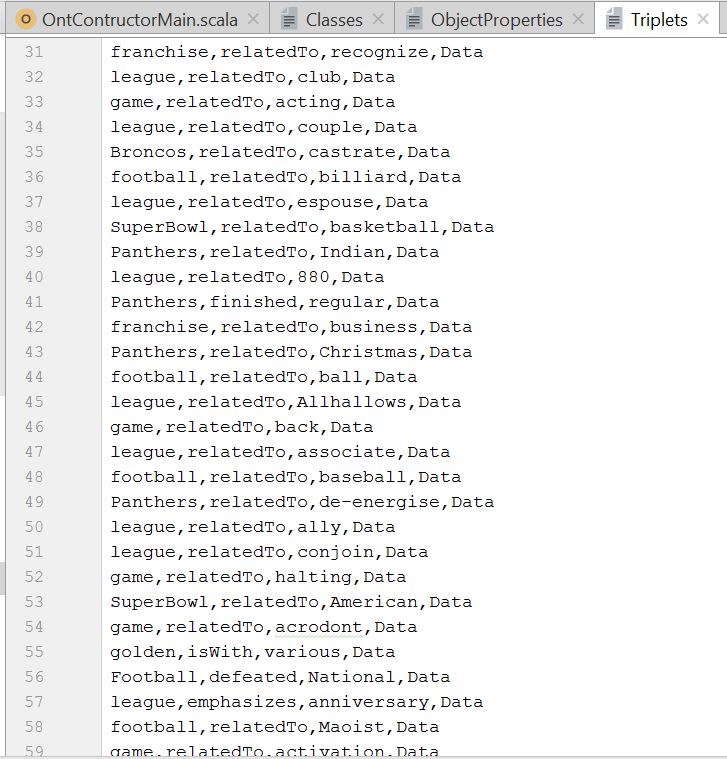 OntContructorMain.scala Classes ObjectProperties Triplets
31 franchise,relatedTo,recognize,Data
32 league,relatedTo,club,Data
33 game,relatedTo,acting,Data
34 league,relatedTo,couple,Data
35 Broncos,relatedTo,castrate,Data
36 football,relatedTo,billiard,Data
37 league,relatedTo,espouse,Data
38 SuperBowl,relatedTo,basketball,Data
39 Panthers,relatedTo,Indian,Data
40 league,relatedTo,880,Data
41 Panthers,finished,regular,Data
42 franchise,relatedTo,business,Data
43 Panthers,relatedTo,Christmas,Data
44 football,relatedTo,ball,Data
45 league,relatedTo,Allhallows,Data
46 game,relatedTo,back,Data
47 league,relatedTo,associate,Data
48 football,relatedTo,baseball,Data
49 Panthers,relatedTo,de-energise,Data
50 league,relatedTo,ally,Data
51 league,relatedTo,conjoin,Data
52 game,relatedTo,halting,Data
53 SuperBowl,relatedTo,American,Data
54 game,relatedTo,acrodont,Data
55 golden,isWith,various,Data
56 Football,defeated,National,Data
57 league,emphasizes,anniversary,Data
58 football,relatedTo,Maoist,Data
59 game,relatedTo,activation,Data